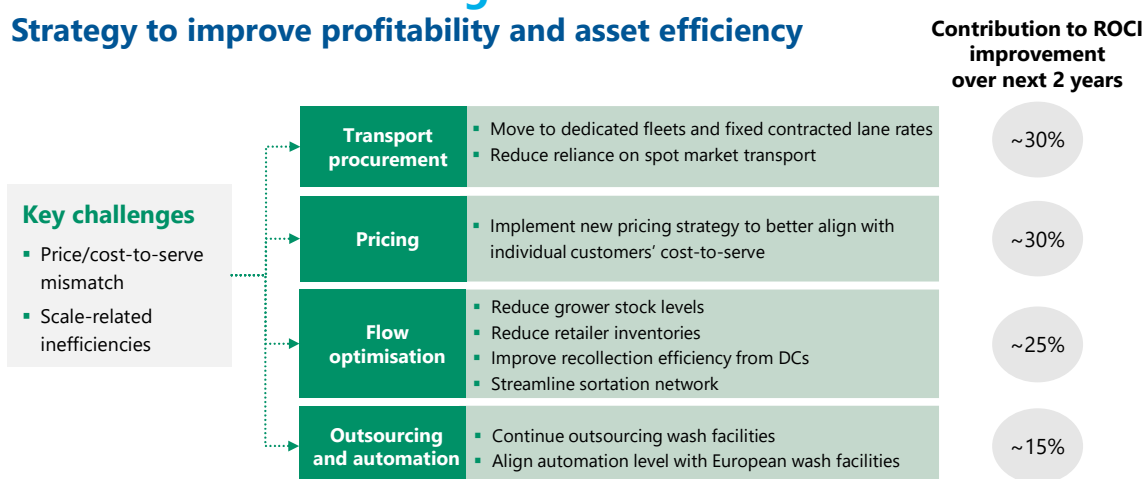 Strategy to improve profitability and asset efficiency
Contribution to ROCI
improvement
over next 2 years
Key challenges
▪ Price/cost-to-serve
mismatch
▪ Scale-related
inefficiencies
Transport
procurement
▪ Move to dedicated fleets and fixed contracted lane rates
▪ Reduce reliance on spot market transport
~30%
Pricing
▪ Implement new pricing strategy to better align with
individual customers’ cost-to-serve
~30%
Flow
optimisation
▪ Reduce grower stock levels
▪ Reduce retailer inventories
▪ Improve recollection efficiency from DCs
▪ Streamline sortation network
~25%
Outsourcing
and automation
▪ Continue outsourcing wash facilities
▪ Align automation level with European wash facilities
~15%